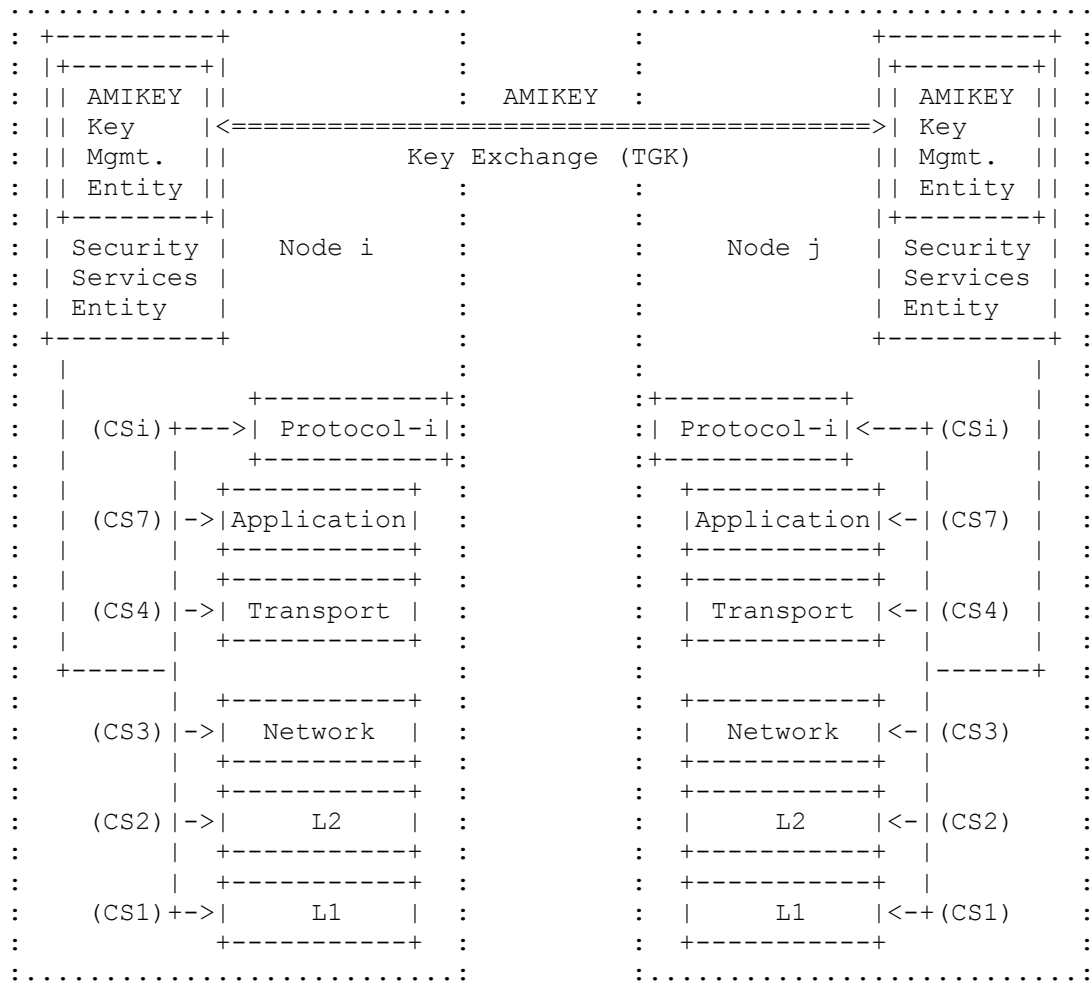 .............................          .............................
: +----------+              :          :              +----------+ :
: |+--------+|              :          :              |+--------+| :
: || AMIKEY ||              :  AMIKEY  :              || AMIKEY || :
: || Key    |<========================================>| Key    || :
: || Mgmt.  ||           Key Exchange (TGK)           || Mgmt.  || :
: || Entity ||              :          :              || Entity || :
: |+--------+|              :          :              |+--------+| :
: | Security |   Node i     :          :     Node j   | Security | :
: | Services |              :          :              | Services | :
: | Entity   |              :          :              | Entity   | :
: +----------+              :          :              +----------+ :
:  |                        :          :                        |  :
:  |           +-----------+:          :+-----------+           |  :
:  | (CSi)+--->| Protocol-i|:          :| Protocol-i|<---+(CSi) |  :
:  |      |    +-----------+:          :+-----------+    |      |  :
:  |      |  +-----------+  :          :  +-----------+  |      |  :
:  | (CS7)|->|Application|  :          :  |Application|<-|(CS7) |  :
:  |      |  +-----------+  :          :  +-----------+  |      |  :
:  |      |  +-----------+  :          :  +-----------+  |      |  :
:  | (CS4)|->| Transport |  :          :  | Transport |<-|(CS4) |  :
:  |      |  +-----------+  :          :  +-----------+  |      |  :
:  +------|                 :          :                 |------+  :
:         |  +-----------+  :          :  +-----------+  |         :
:    (CS3)|->|  Network  |  :          :  |  Network  |<-|(CS3)    :
:         |  +-----------+  :          :  +-----------+  |         :
:         |  +-----------+  :          :  +-----------+  |         :
:    (CS2)|->|     L2    |  :          :  |     L2    |<-|(CS2)    :
:         |  +-----------+  :          :  +-----------+  |         :
:         |  +-----------+  :          :  +-----------+  |         :
:    (CS1)+->|     L1    |  :          :  |     L1    |<-+(CS1)    :
:            +-----------+  :          :  +-----------+            :
:...........................:          :...........................: